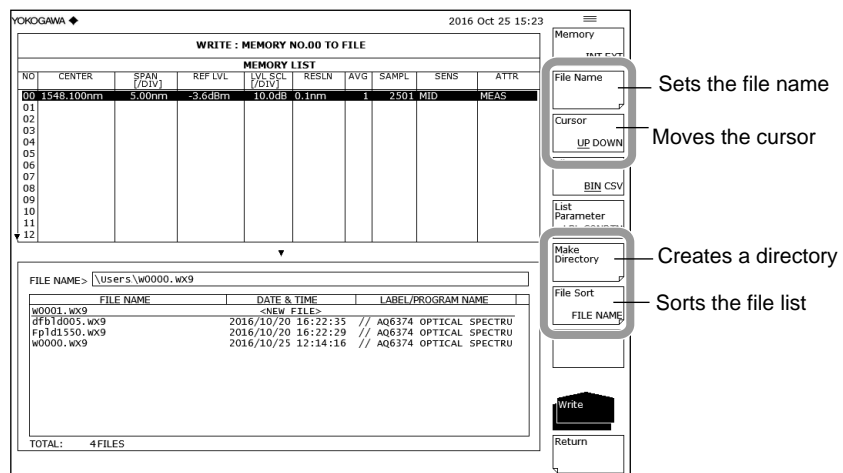 YOKOGAWA ◆ 2016 Oct 25 15:23
WRITE : MEMORY NO.00 TO FILE
MEMORY LIST
NO CENTER SPAN [/DIV] REF LVL LVL SCL [/DIV] RESLN AVG SAMPL SENS ATTR
00 1548.100nm 5.00nm -3.6dBm 10.0dB 0.1nm 1 2501 MID MEAS
01
02
03
04
05
06
07
08
09
10
11
12
FILE NAME> \Users\W0000.WX9
FILE NAME DATE & TIME LABEL/PROGRAM NAME
W0001.WX9 <NEW FILE>
dfbld005.WX9 2016/10/20 16:22:35 // AQ6374 OPTICAL SPECTRU
Fpld1550.WX9 2016/10/20 16:22:29 // AQ6374 OPTICAL SPECTRU
W0000.WX9 2016/10/25 12:14:16 // AQ6374 OPTICAL SPECTRU
TOTAL: 4FILES
Memory
INT EXT
File Name
Cursor
UP DOWN
BIN CSV
List
Parameter
Make
Directory
File Sort
FILE NAME
Write
Return
Sets the file name
Moves the cursor
Creates a directory
Sorts the file list